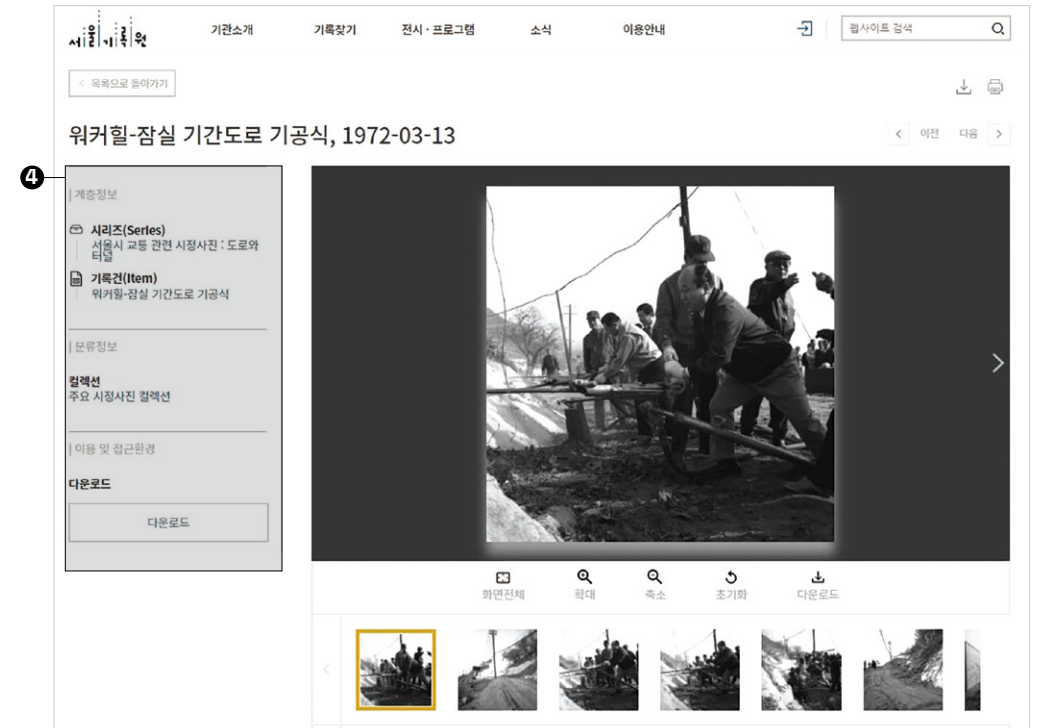 서울기록원
기관소개
기록찾기
전시 · 프로그램
소식
이용안내
웹사이트 검색
< 목록으로 돌아가기
워커힐-잠실 기간도로 기공식, 1972-03-13
< 이전 다음 >
4
| 계층정보
시리즈(Series)
서울시 교통 관련 시정사진 : 도로와
터널
기록건(Item)
워커힐-잠실 기간도로 기공식
| 분류정보
컬렉션
주요 시정사진 컬렉션
| 이용 및 접근환경
다운로드
다운로드
화면전체
확대
축소
초기화
다운로드